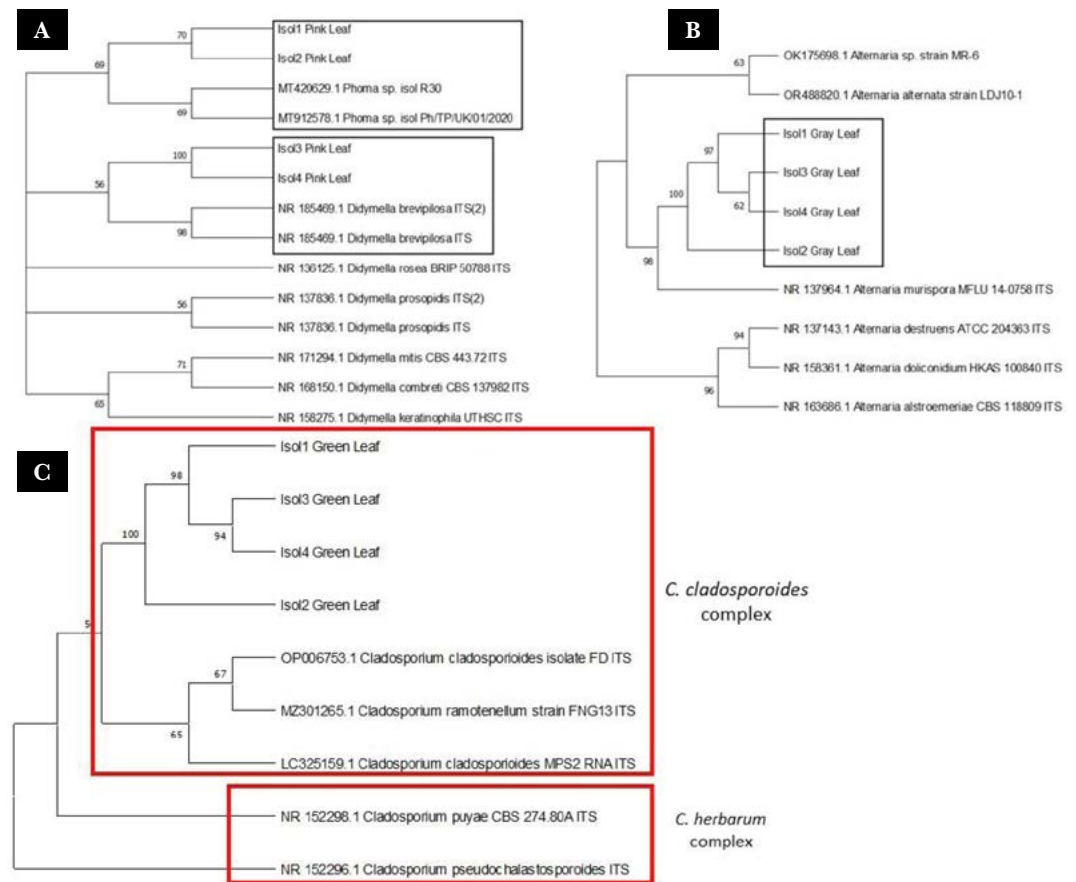 A
70
Isol1 Pink Leaf
Isol2 Pink Leaf
69
MT420629.1 Phoma sp. isol R30
69
MT912578.1 Phoma sp. isol Ph/TP/UK/01/2020
100
Isol3 Pink Leaf
Isol4 Pink Leaf
56
NR 185469.1 Didymella brevipilosa ITS(2)
98
NR 185469.1 Didymella brevipilosa ITS
NR 136125.1 Didymella rosea BRIP 50788 ITS
NR 137836.1 Didymella prosopidis ITS(2)
56
NR 137836.1 Didymella prosopidis ITS
NR 171294.1 Didymella mitis CBS 443.72 ITS
71
NR 168150.1 Didymella combreti CBS 137982 ITS
65
NR 158275.1 Didymella keratinophila UTHSC ITS
B
OK175698.1 Alternaria sp. strain MR-6
63
OR488820.1 Alternaria alternata strain LDJ10-1
Isol1 Gray Leaf
97
Isol3 Gray Leaf
100
62
Isol4 Gray Leaf
Isol2 Gray Leaf
98
NR 137964.1 Alternaria murispora MFLU 14-0758 ITS
NR 137143.1 Alternaria destruens ATCC 204363 ITS
94
NR 158361.1 Alternaria doliconidium HKAS 100840 ITS
96
NR 163686.1 Alternaria alstroemeriae CBS 118809 ITS
C
Isol1 Green Leaf
98
Isol3 Green Leaf
94
100
Isol4 Green Leaf
Isol2 Green Leaf
OP006753.1 Cladosporium cladosporioides isolate FD ITS
67
MZ301265.1 Cladosporium ramotenellum strain FNG13 ITS
65
LC325159.1 Cladosporium cladosporioides MPS2 RNA ITS
C. cladosporoides
complex
NR 152298.1 Cladosporium puyae CBS 274.80A ITS
NR 152296.1 Cladosporium pseudochalastosporoides ITS
C. herbarum
complex